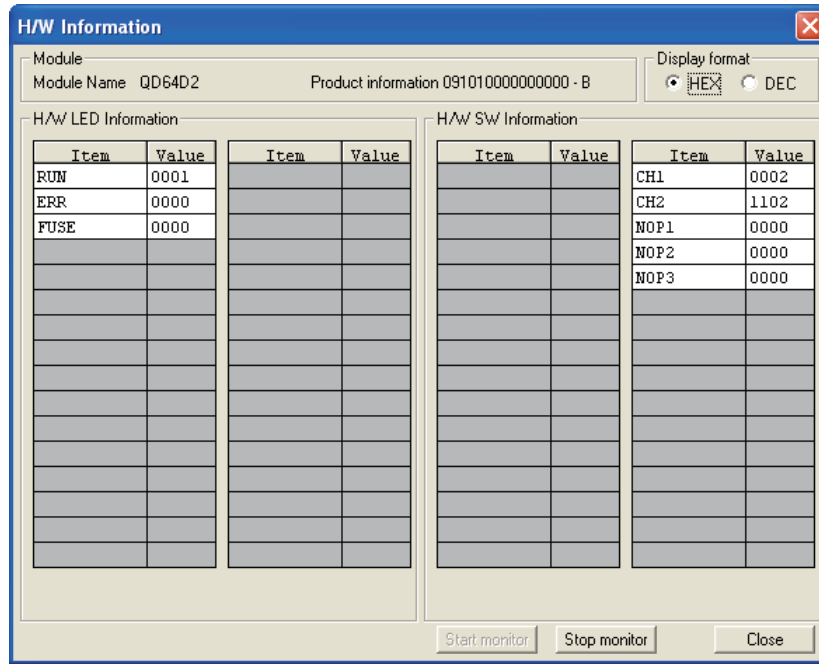 H/W Information
Module
Module Name QD64D2 Product information 091010000000000 - B
Display format
HEX DEC
H/W LED Information
Item Value Item Value
RUN 0001
ERR 0000
FUSE 0000
H/W SW Information
Item Value Item Value
CH1 0002
CH2 1102
NOP1 0000
NOP2 0000
NOP3 0000
Start monitor Stop monitor Close